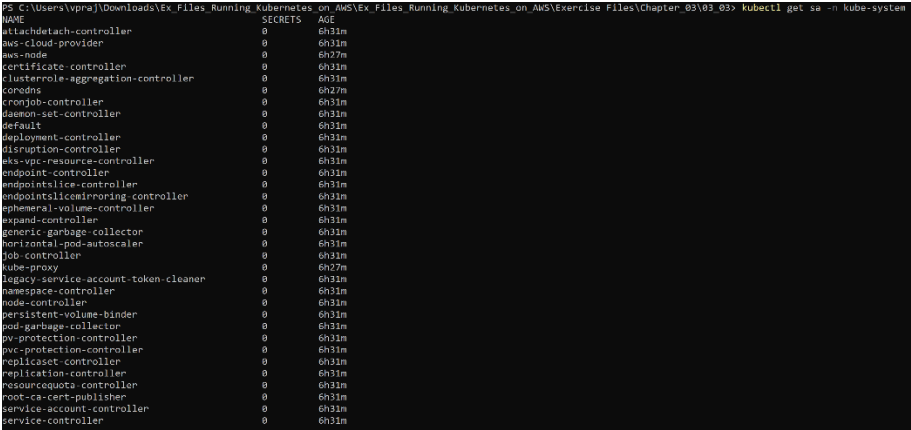 PS C:\Users\vpraj\Downloads\Ex_Files_Running_Kubernetes_on_AWS\Ex_Files_Running_Kubernetes_on_AWS\Exercise Files\Chapter_03\03_03> kubectl get sa -n kube-system
NAME SECRETS AGE
attachdetach-controller 0 6h31m
aws-cloud-provider 0 6h31m
aws-node 0 6h27m
certificate-controller 0 6h31m
clusterrole-aggregation-controller 0 6h31m
coredns 0 6h27m
cronjob-controller 0 6h31m
daemon-set-controller 0 6h31m
default 0 6h31m
deployment-controller 0 6h31m
disruption-controller 0 6h31m
eks-vpc-resource-controller 0 6h31m
endpoint-controller 0 6h31m
endpointslice-controller 0 6h31m
endpointslicemirroring-controller 0 6h31m
ephemeral-volume-controller 0 6h31m
expand-controller 0 6h31m
generic-garbage-collector 0 6h31m
horizontal-pod-autoscaler 0 6h31m
job-controller 0 6h31m
kube-proxy 0 6h27m
legacy-service-account-token-cleaner 0 6h31m
namespace-controller 0 6h31m
node-controller 0 6h31m
persistent-volume-binder 0 6h31m
pod-garbage-collector 0 6h31m
pv-protection-controller 0 6h31m
pvc-protection-controller 0 6h31m
replicaset-controller 0 6h31m
replication-controller 0 6h31m
resourcequota-controller 0 6h31m
root-ca-cert-publisher 0 6h31m
service-account-controller 0 6h31m
service-controller 0 6h31m